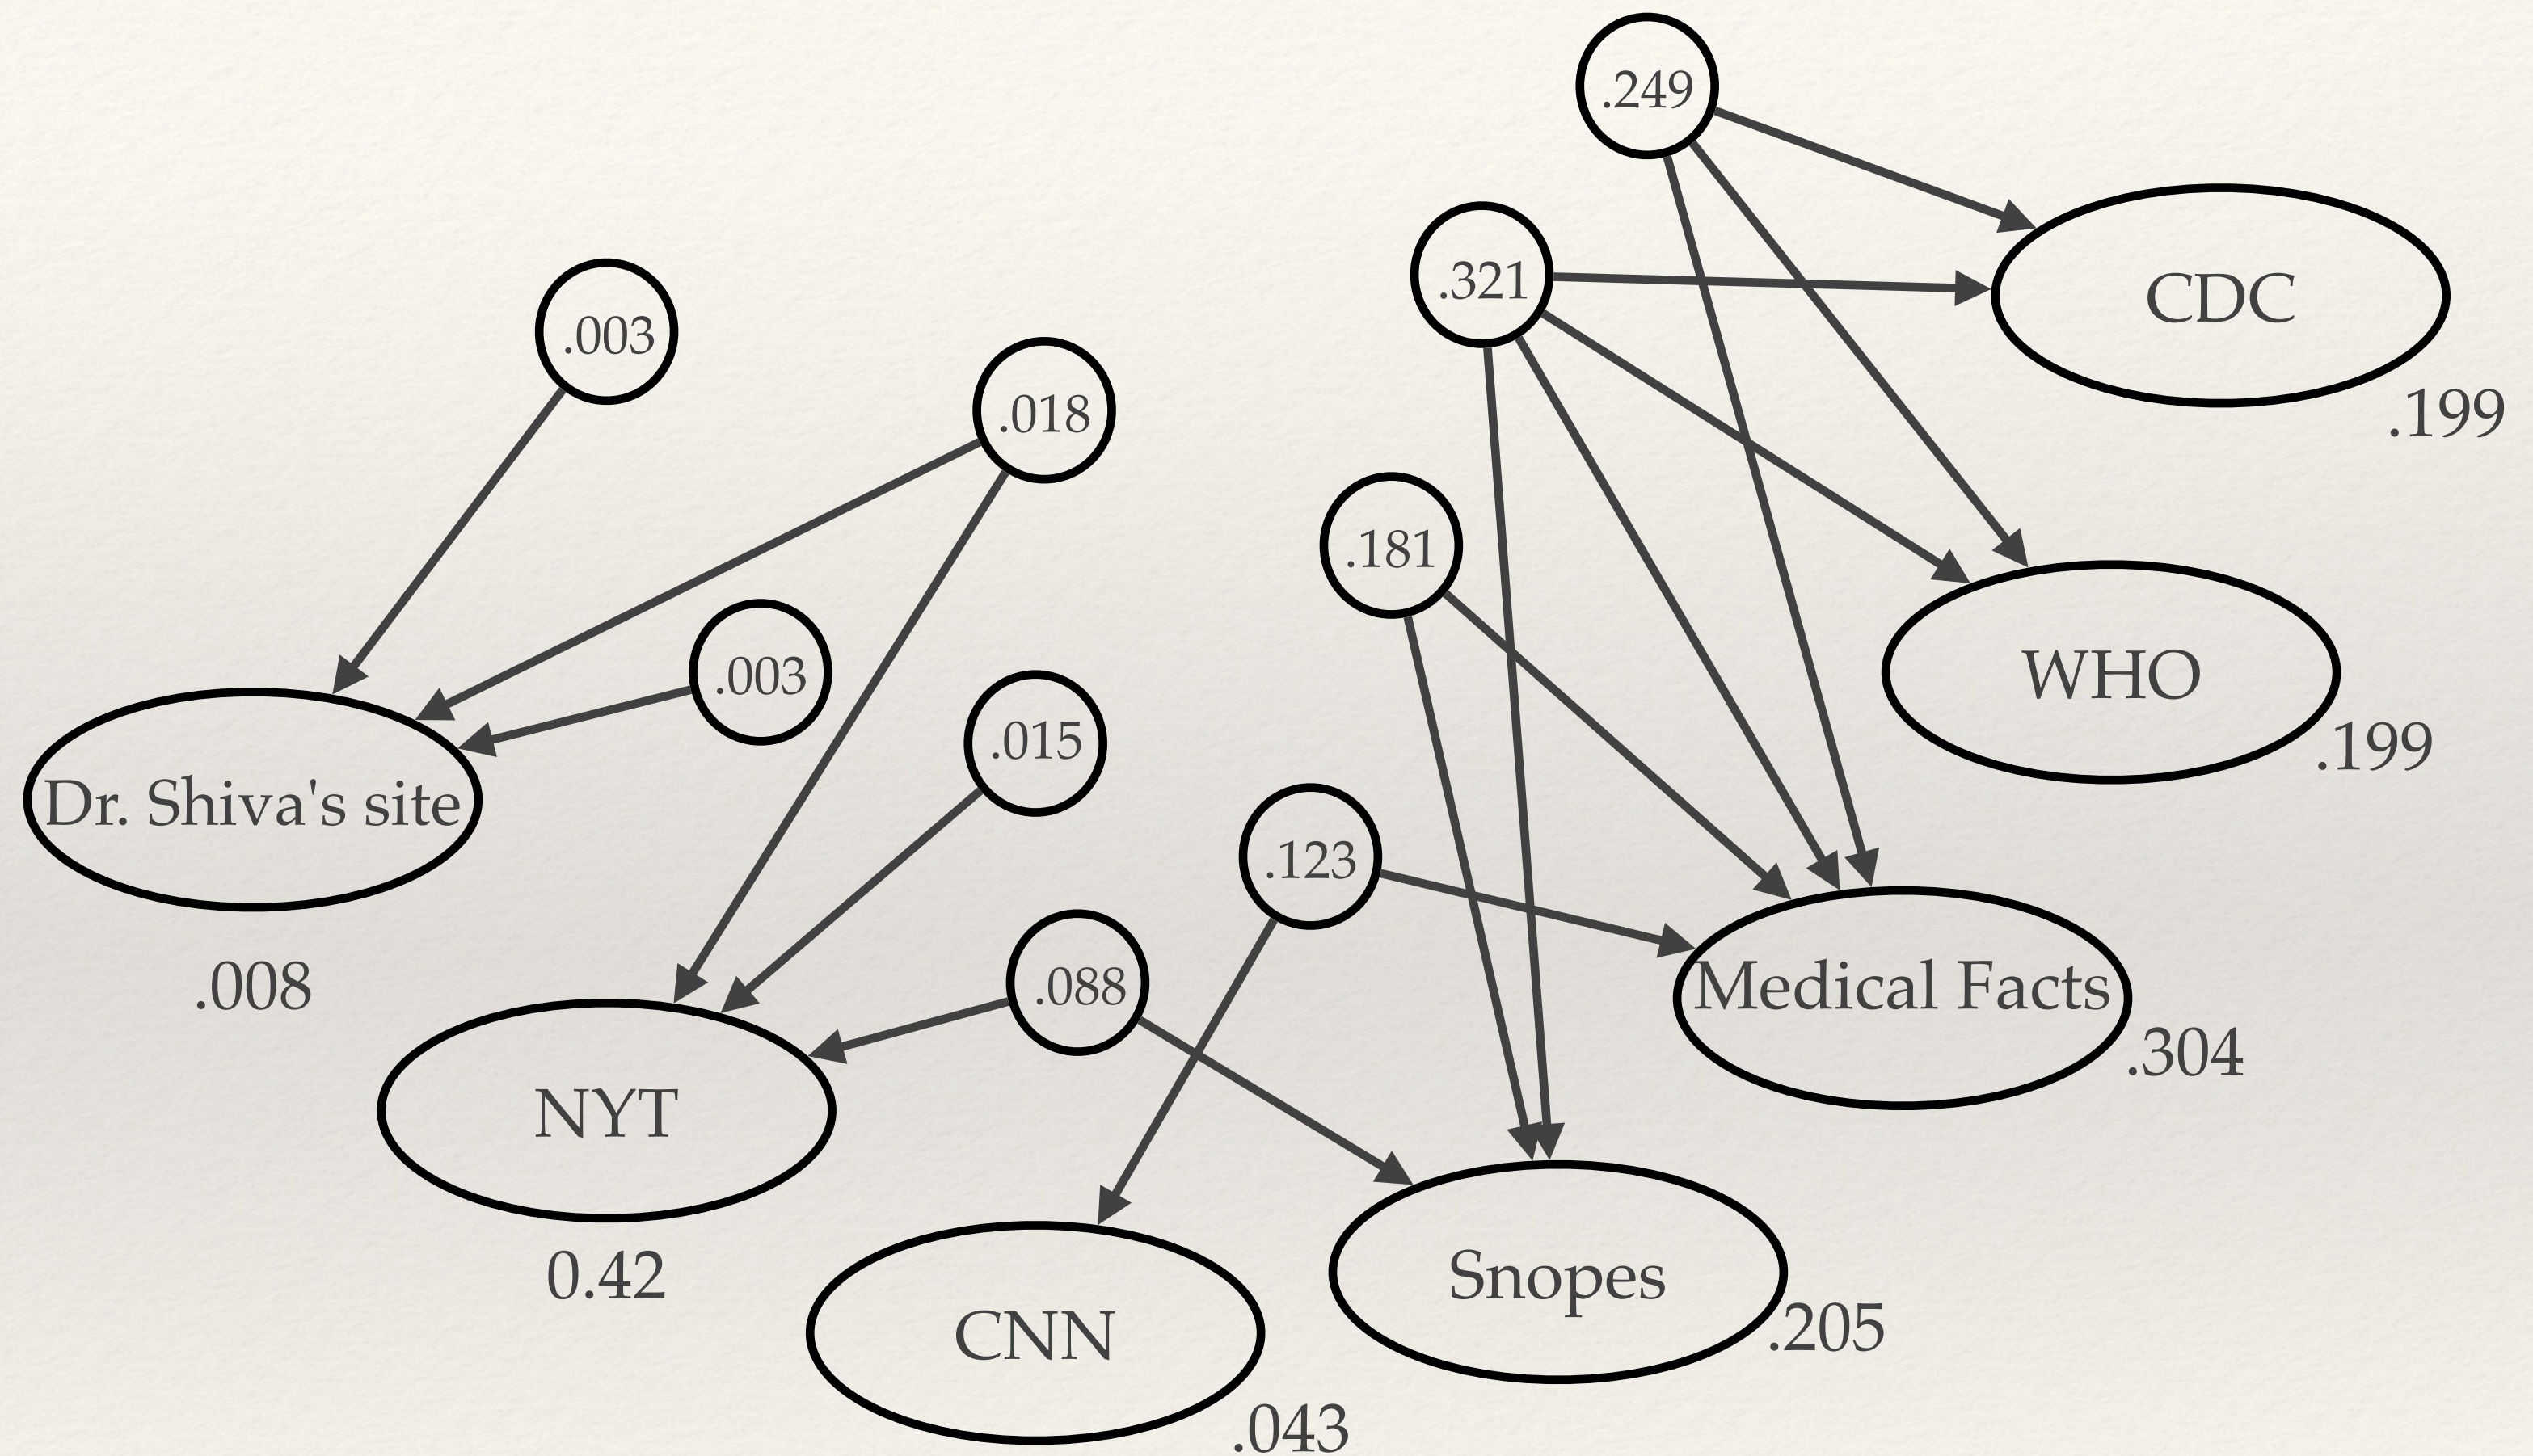 .249
.321
CDC
.003
.018
.199
.181
.003
WHO
.015
.199
Dr. Shiva's site
.123
.008
.088
Medical Facts
.304
NYT
0.42
Snopes
.205
CNN
.043